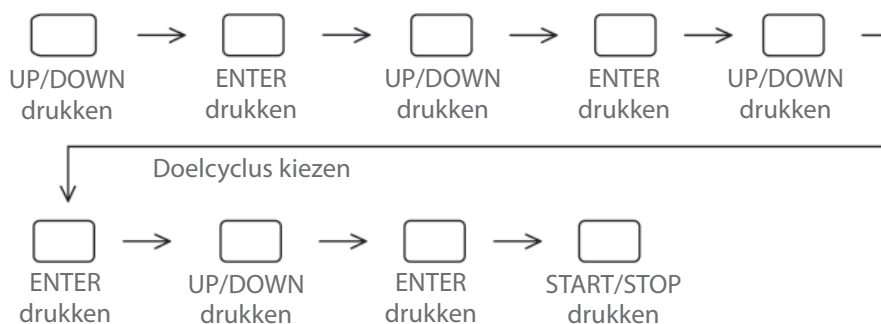 UP/DOWN
drukken
ENTER
drukken
UP/DOWN
drukken
ENTER
drukken
UP/DOWN
drukken
Doelcyclus kiezen
ENTER
drukken
UP/DOWN
drukken
ENTER
drukken
START/STOP
drukken